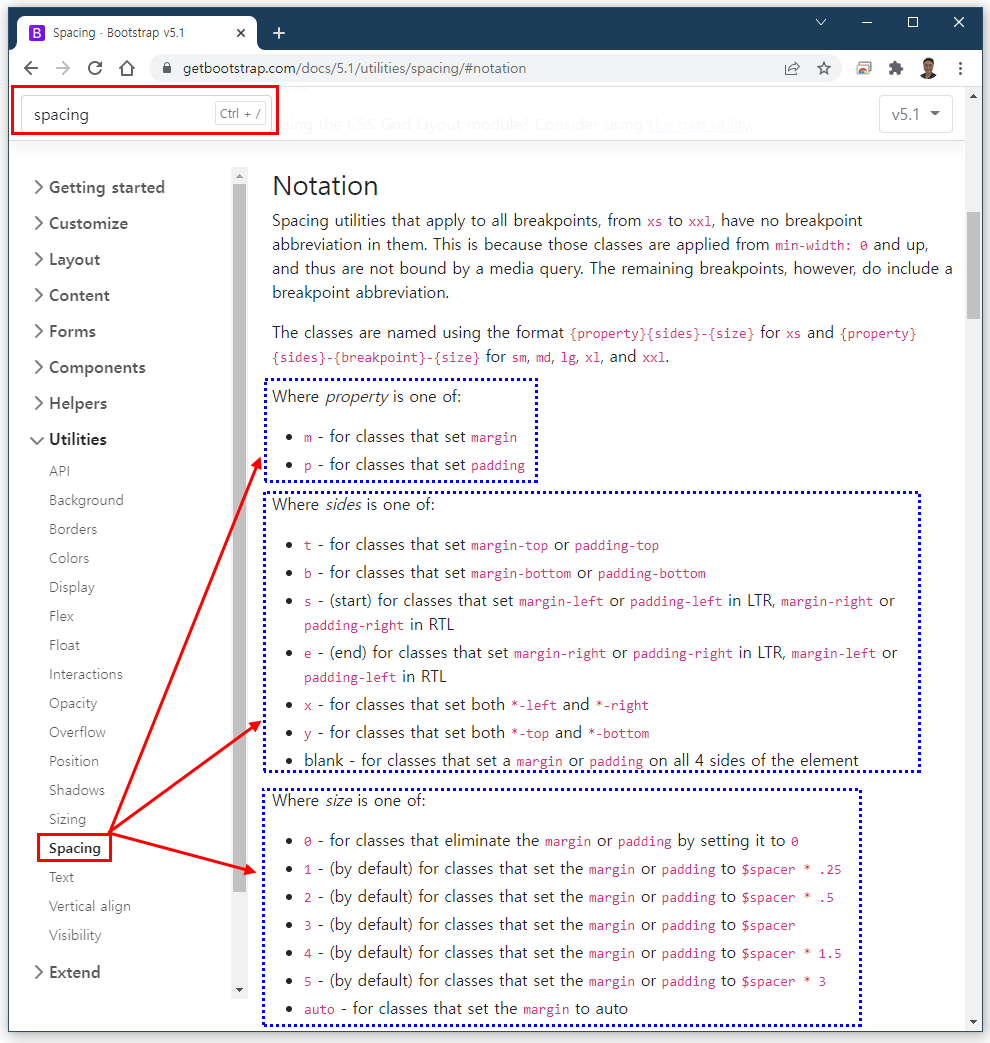 Spacing · Bootstrap v5.1
getbootstrap.com/docs/5.1/utilities/spacing/#notation
spacing
Ctrl + /
using the CSS Grid layout module? Consider using the gap utility.
v5.1
Getting started
Customize
Layout
Content
Forms
Components
Helpers
Utilities
API
Background
Borders
Colors
Display
Flex
Float
Interactions
Opacity
Overflow
Position
Shadows
Sizing
Spacing
Text
Vertical align
Visibility
Extend
Notation
Spacing utilities that apply to all breakpoints, from xs to xxl, have no breakpoint
abbreviation in them. This is because those classes are applied from min-width: 0 and up,
and thus are not bound by a media query. The remaining breakpoints, however, do include a
breakpoint abbreviation.
The classes are named using the format {property}{sides}-{size} for xs and {property}
{sides}-{breakpoint}-{size} for sm, md, lg, xl, and xxl.
Where property is one of:
• m - for classes that set margin
• p - for classes that set padding
Where sides is one of:
• t - for classes that set margin-top or padding-top
• b - for classes that set margin-bottom or padding-bottom
• s - (start) for classes that set margin-left or padding-left in LTR, margin-right or
padding-right in RTL
• e - (end) for classes that set margin-right or padding-right in LTR, margin-left or
padding-left in RTL
• x - for classes that set both *-left and *-right
• y - for classes that set both *-top and *-bottom
• blank - for classes that set a margin or padding on all 4 sides of the element
Where size is one of:
• 0 - for classes that eliminate the margin or padding by setting it to 0
• 1 - (by default) for classes that set the margin or padding to $spacer * .25
• 2 - (by default) for classes that set the margin or padding to $spacer * .5
• 3 - (by default) for classes that set the margin or padding to $spacer
• 4 - (by default) for classes that set the margin or padding to $spacer * 1.5
• 5 - (by default) for classes that set the margin or padding to $spacer * 3
• auto - for classes that set the margin to auto